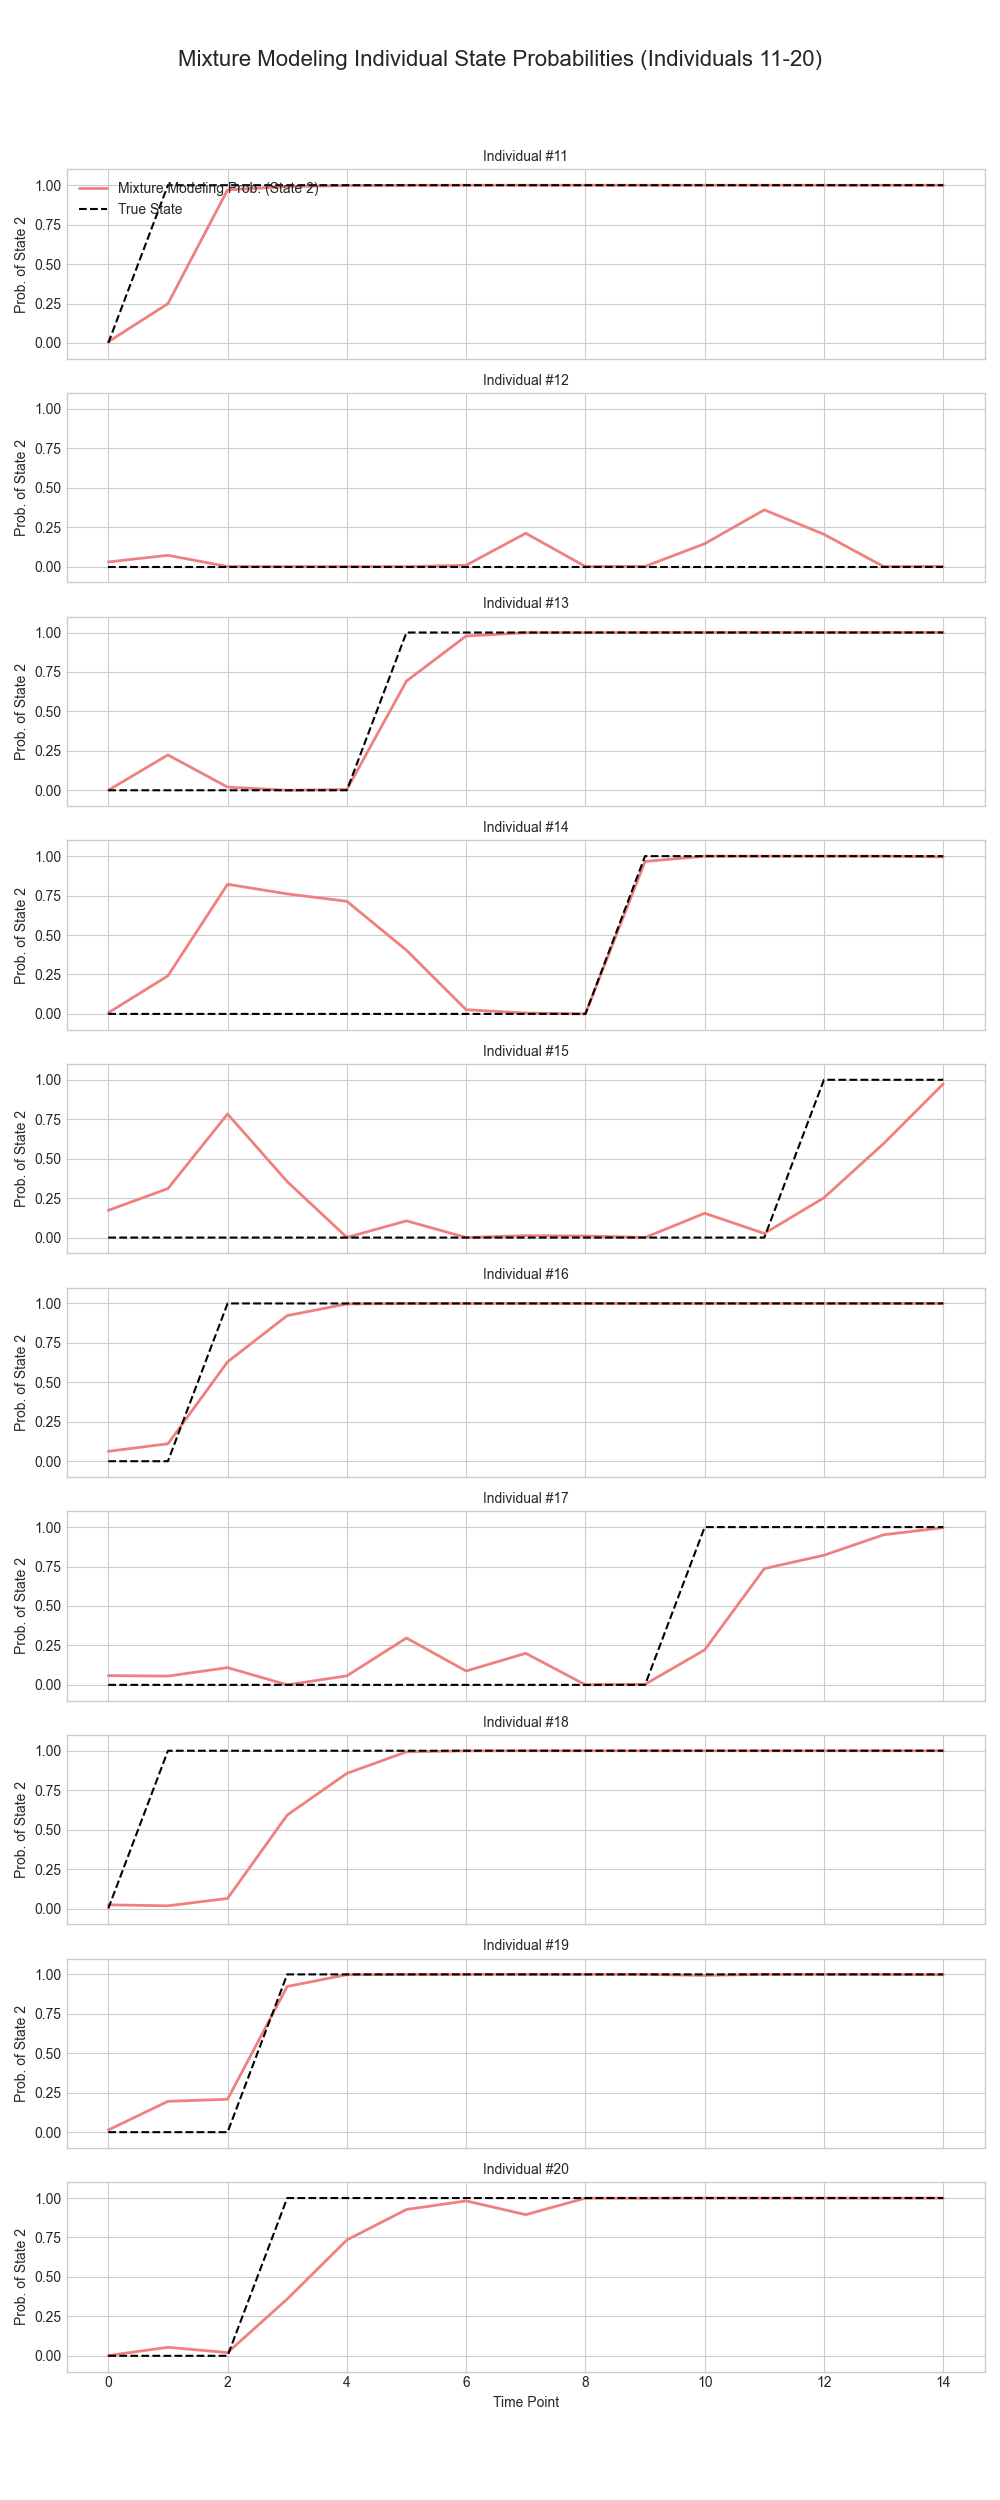 Mixture Modeling Individual State Probabilities (Individuals 11-20)
Individual #11
Mixture Modeling Prob. (State 2)
True State
Prob. of State 2
1.00
0.75
0.50
0.25
0.00
Individual #12
Prob. of State 2
1.00
0.75
0.50
0.25
0.00
Individual #13
Prob. of State 2
1.00
0.75
0.50
0.25
0.00
Individual #14
Prob. of State 2
1.00
0.75
0.50
0.25
0.00
Individual #15
Prob. of State 2
1.00
0.75
0.50
0.25
0.00
Individual #16
Prob. of State 2
1.00
0.75
0.50
0.25
0.00
Individual #17
Prob. of State 2
1.00
0.75
0.50
0.25
0.00
Individual #18
Prob. of State 2
1.00
0.75
0.50
0.25
0.00
Individual #19
Prob. of State 2
1.00
0.75
0.50
0.25
0.00
Individual #20
Prob. of State 2
1.00
0.75
0.50
0.25
0.00
0 2 4 6 8 10 12 14
Time Point